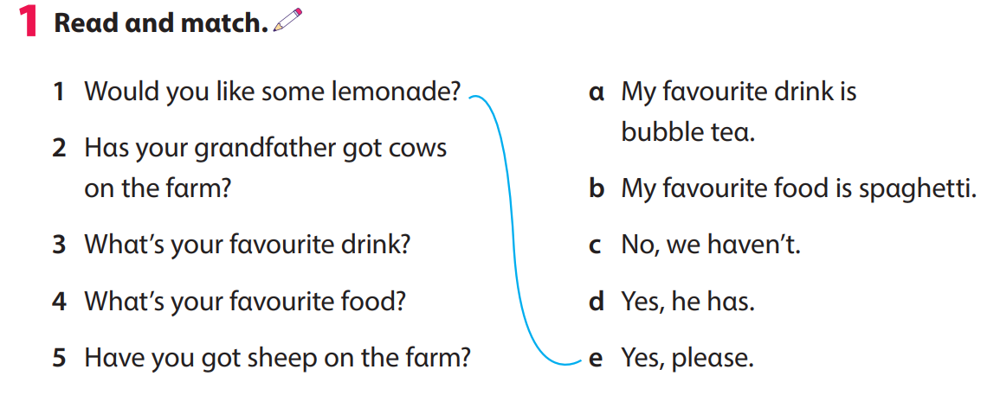 1 Read and match.
1 Would you like some lemonade?
2 Has your grandfather got cows
on the farm?
3 What's your favourite drink?
4 What's your favourite food?
5 Have you got sheep on the farm?
a My favourite drink is
bubble tea.
b My favourite food is spaghetti.
c No, we haven't.
d Yes, he has.
e Yes, please.